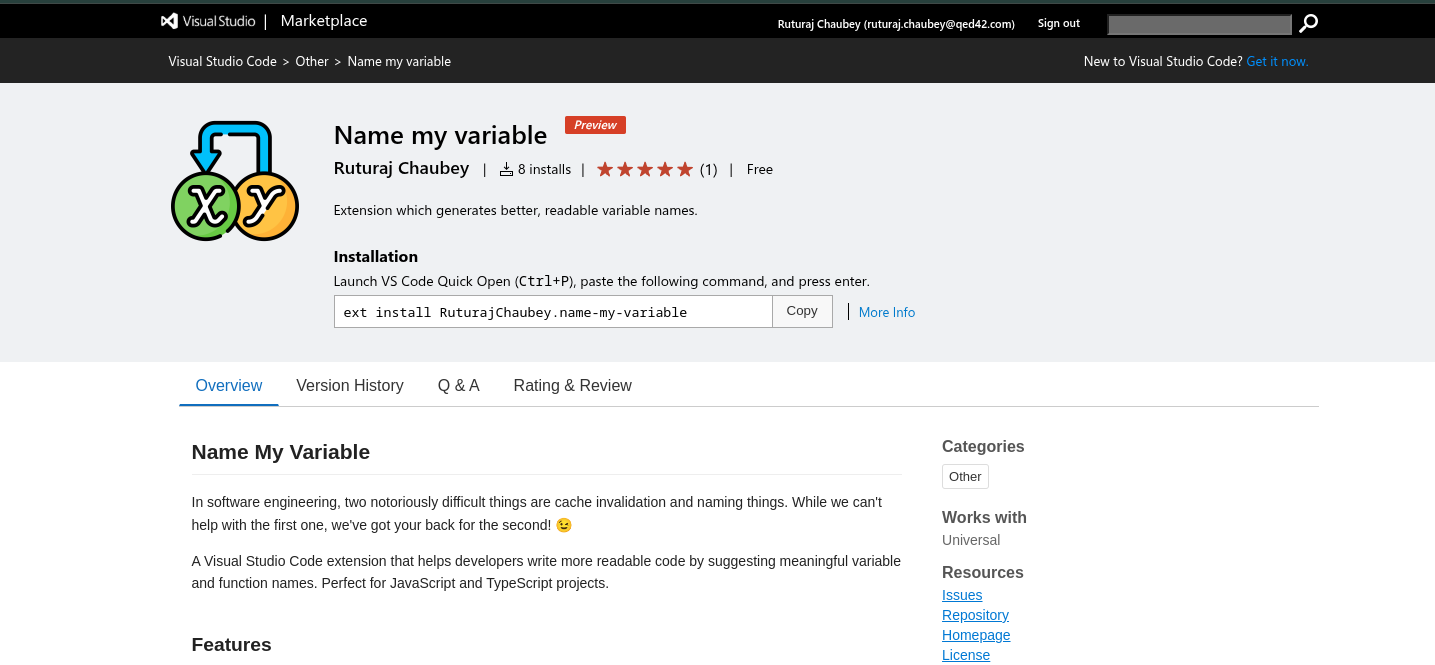 Visual Studio | Marketplace
Ruturaj Chaubey (ruturaj.chaubey@qed42.com) Sign out
Visual Studio Code > Other > Name my variable
New to Visual Studio Code? Get it now.
X Y
Name my variable Preview
Ruturaj Chaubey | 8 installs | (1) | Free
Extension which generates better, readable variable names.
Installation
Launch VS Code Quick Open (Ctrl+P), paste the following command, and press enter.
ext install RuturajChaubey.name-my-variable Copy | More Info
Overview Version History Q & A Rating & Review
Name My Variable
In software engineering, two notoriously difficult things are cache invalidation and naming things. While we can't
help with the first one, we've got your back for the second! 😉
A Visual Studio Code extension that helps developers write more readable code by suggesting meaningful variable
and function names. Perfect for JavaScript and TypeScript projects.
Features
Categories
Other
Works with
Universal
Resources
Issues
Repository
Homepage
License